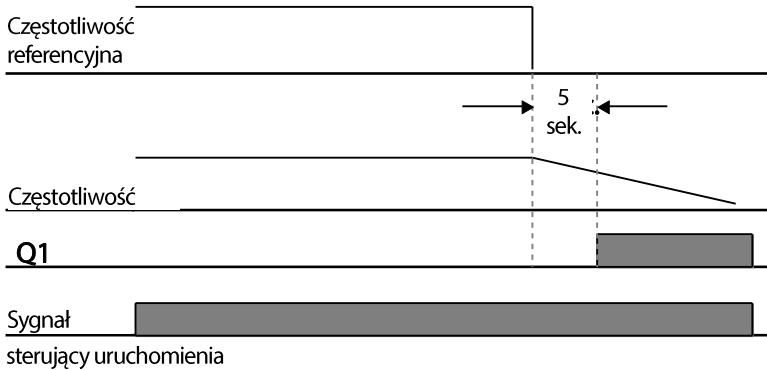 Częstotliwość
referencyjna
5
sek.
Częstotliwość
Q1
Sygnał
sterujący uruchomienia